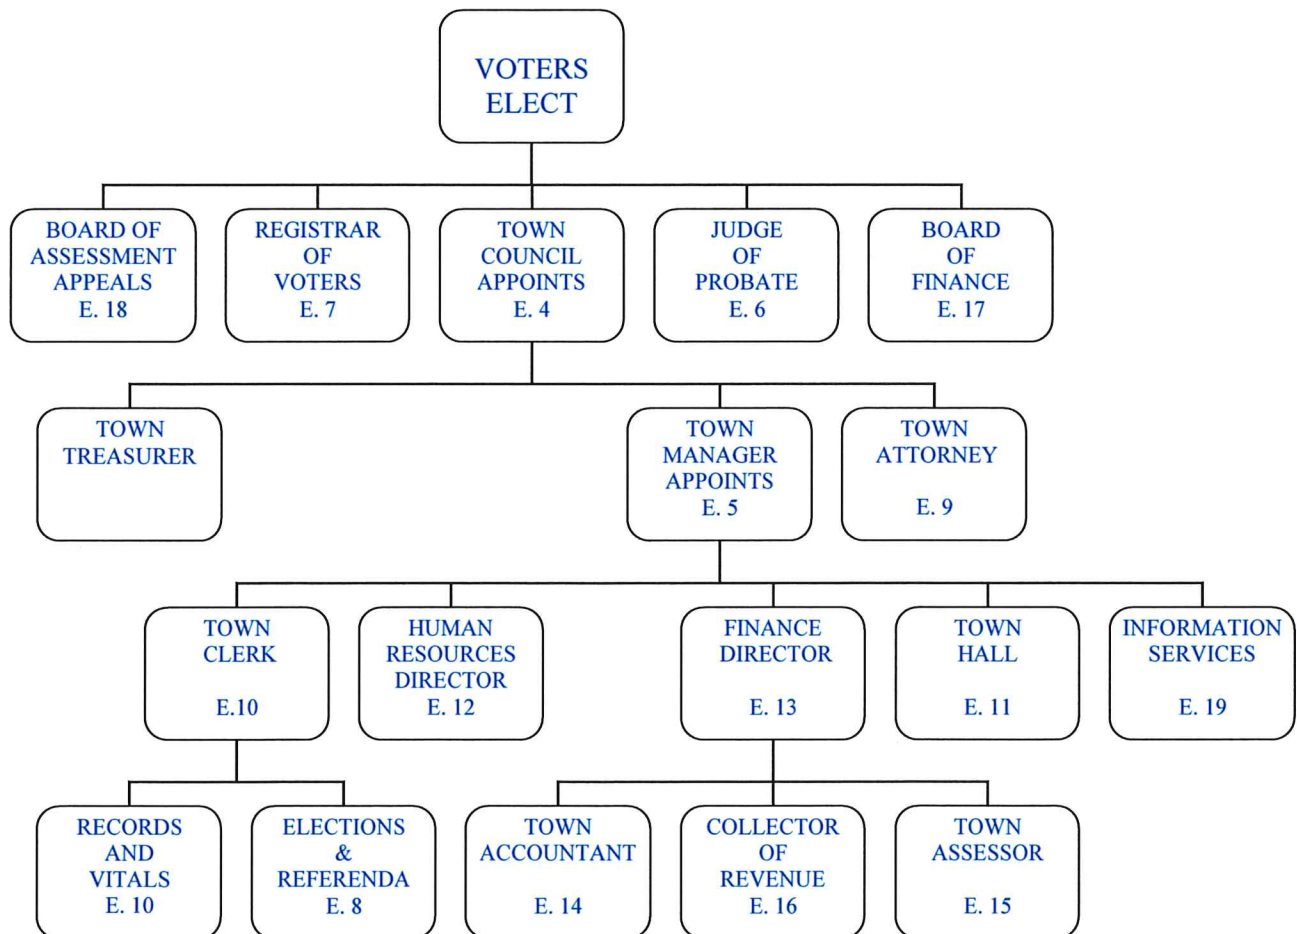 VOTERS
ELECT
BOARD OF
ASSESSMENT
APPEALS
E. 18
REGISTRAR
OF
VOTERS
E. 7
TOWN
COUNCIL
APPOINTS
E. 4
JUDGE
OF
PROBATE
E. 6
BOARD
OF
FINANCE
E. 17
TOWN
TREASURER
TOWN
MANAGER
APPOINTS
E. 5
TOWN
ATTORNEY
E. 9
TOWN
CLERK
E.10
HUMAN
RESOURCES
DIRECTOR
E. 12
FINANCE
DIRECTOR
E. 13
TOWN
HALL
E. 11
INFORMATION
SERVICES
E. 19
RECORDS
AND
VITALS
E. 10
ELECTIONS
&
REFERENDA
E. 8
TOWN
ACCOUNTANT
E. 14
COLLECTOR
OF
REVENUE
E. 16
TOWN
ASSESSOR
E. 15